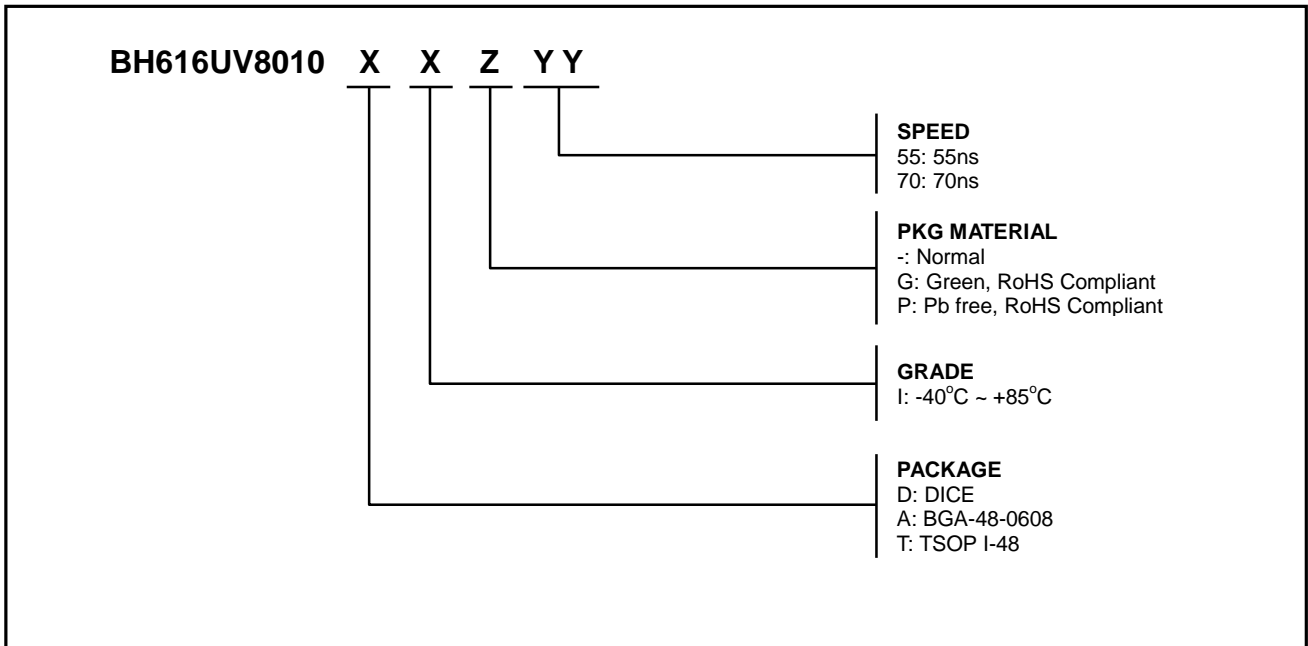 BH616UV8010 X X Z Y Y
SPEED
55: 55ns
70: 70ns
PKG MATERIAL
-: Normal
G: Green, RoHS Compliant
P: Pb free, RoHS Compliant
GRADE
I: -40°C ~ +85°C
PACKAGE
D: DICE
A: BGA-48-0608
T: TSOP I-48